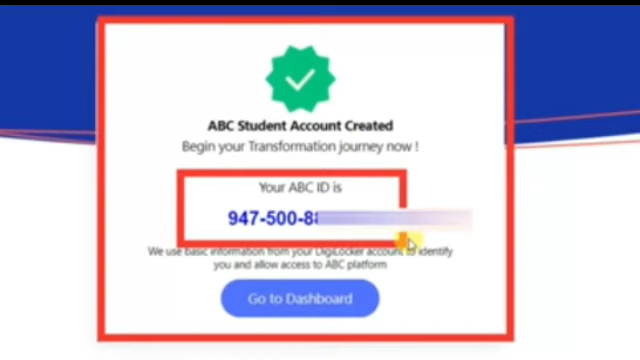 ABC Student Account Created
Begin your Transformation journey now !
Your ABC ID is
947-500-8
We use basic information from your DigiLocker account to identify
you and allow access to ABC platform
Go to Dashboard